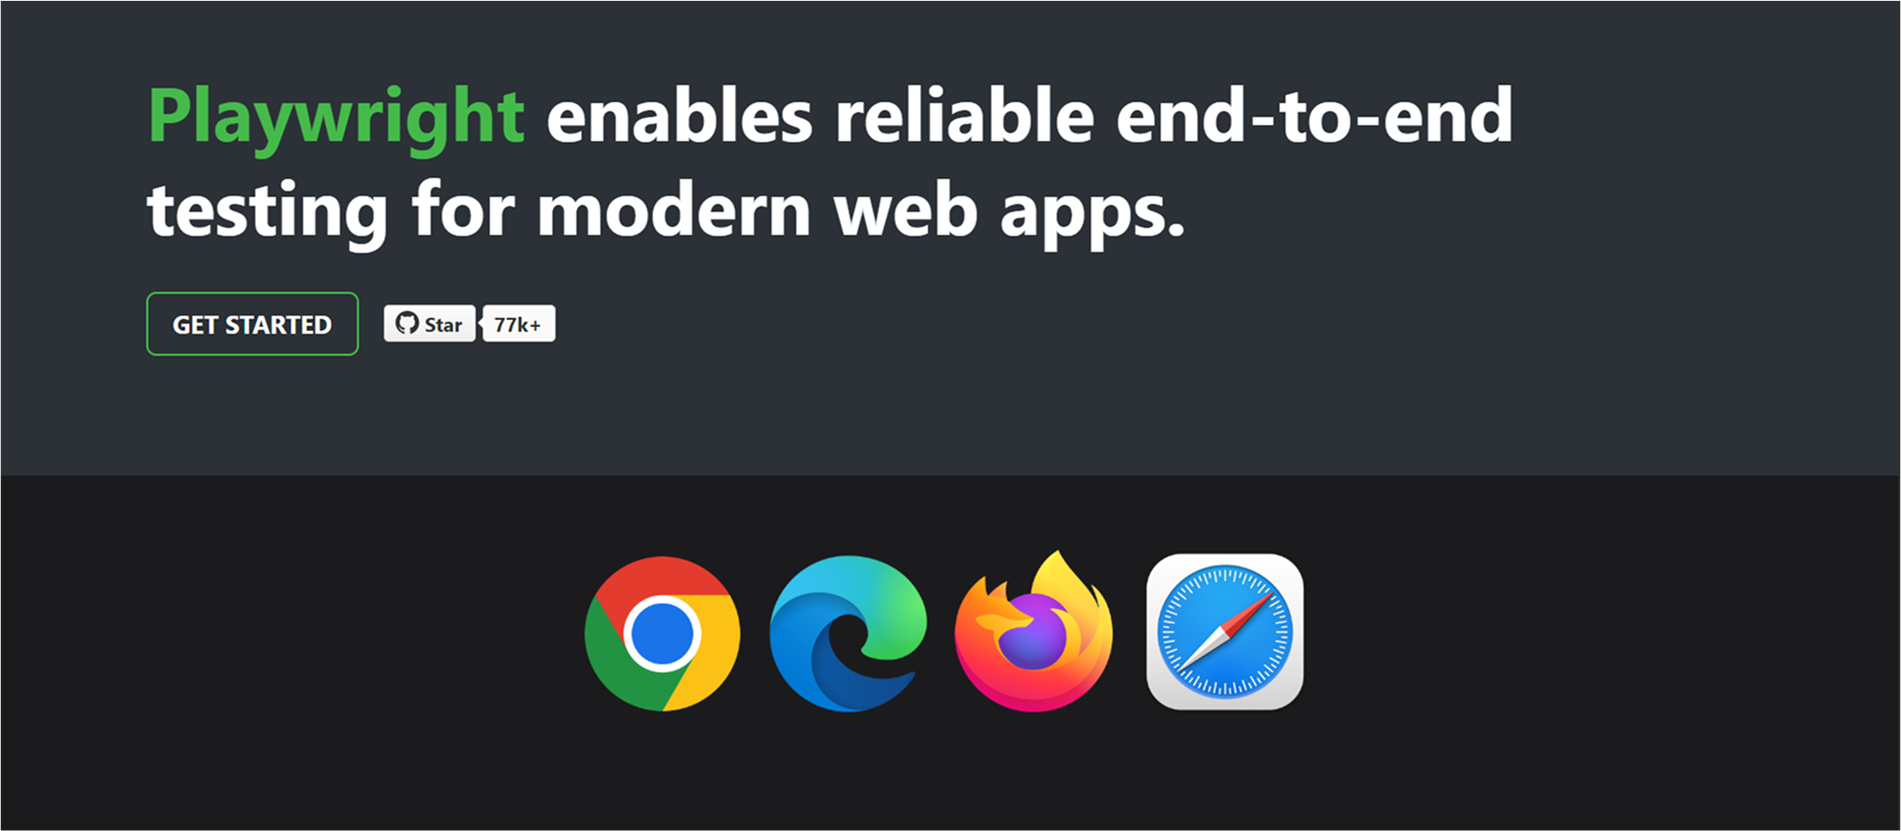 Playwright enables reliable end-to-end
testing for modern web apps.
GET STARTED
Star
77k+